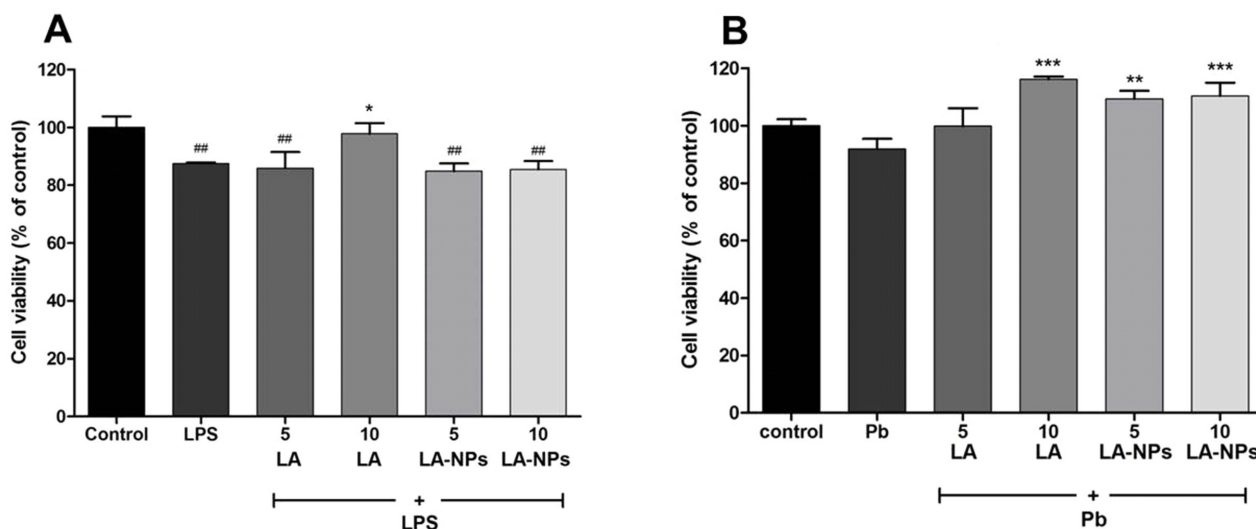 A
Cell viability (% of control)
120
100
80
60
40
20
0
##
##
*
##
##
Control LPS 5 10 5 10
LA LA LA-NPs LA-NPs
+
LPS
B
Cell viability (% of control)
120
100
80
60
40
20
0
***
**
***
control Pb 5 10 5 10
LA LA LA-NPs LA-NPs
+
Pb